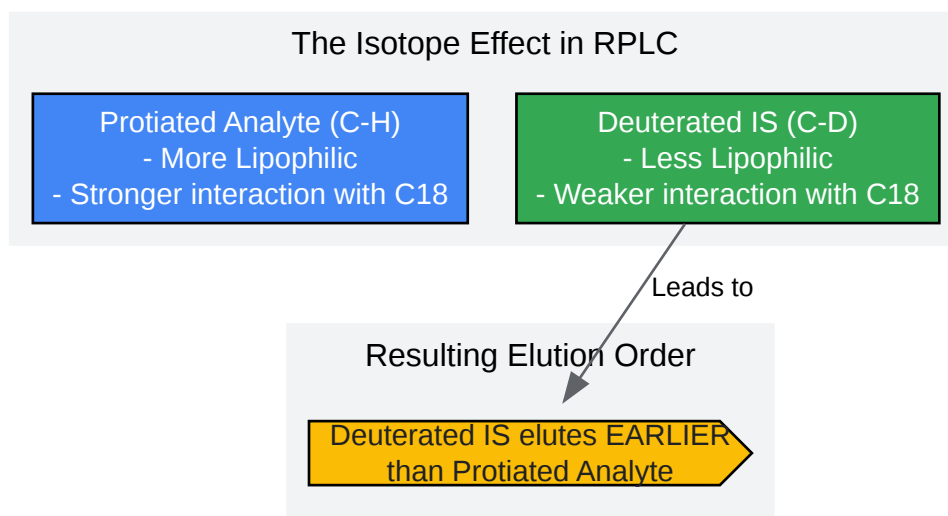 The Isotope Effect in RPLC
Protiated Analyte (C-H)
- More Lipophilic
- Stronger interaction with C18
Deuterated IS (C-D)
- Less Lipophilic
- Weaker interaction with C18
Leads to
Resulting Elution Order
Deuterated IS elutes EARLIER
than Protiated Analyte